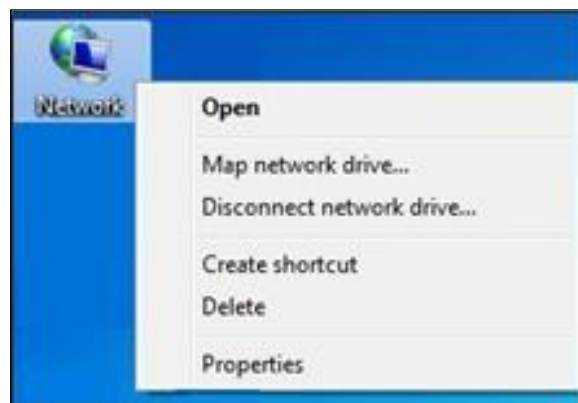 Network
Open
Map network drive...
Disconnect network drive...
Create shortcut
Delete
Properties